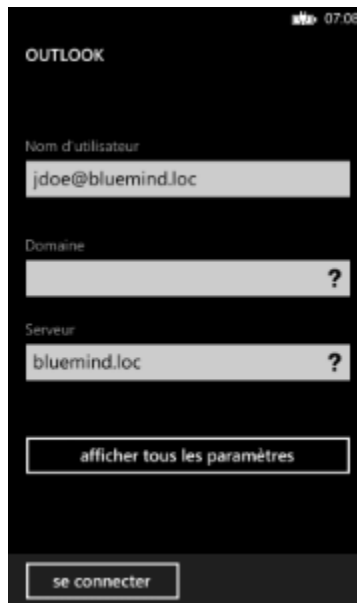 07:08
OUTLOOK
Nom d'utilisateur
jdoe@bluemind.loc
Domaine
?
Serveur
bluemind.loc ?
afficher tous les paramètres
se connecter